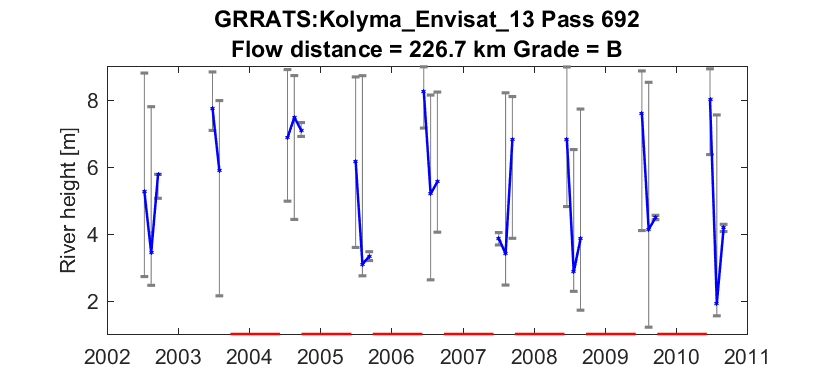 GRRATS:Kolyma_Envisat_13 Pass 692
Flow distance = 226.7 km Grade = B
River height [m]
8
6
4
2
2002 2003 2004 2005 2006 2007 2008 2009 2010 2011